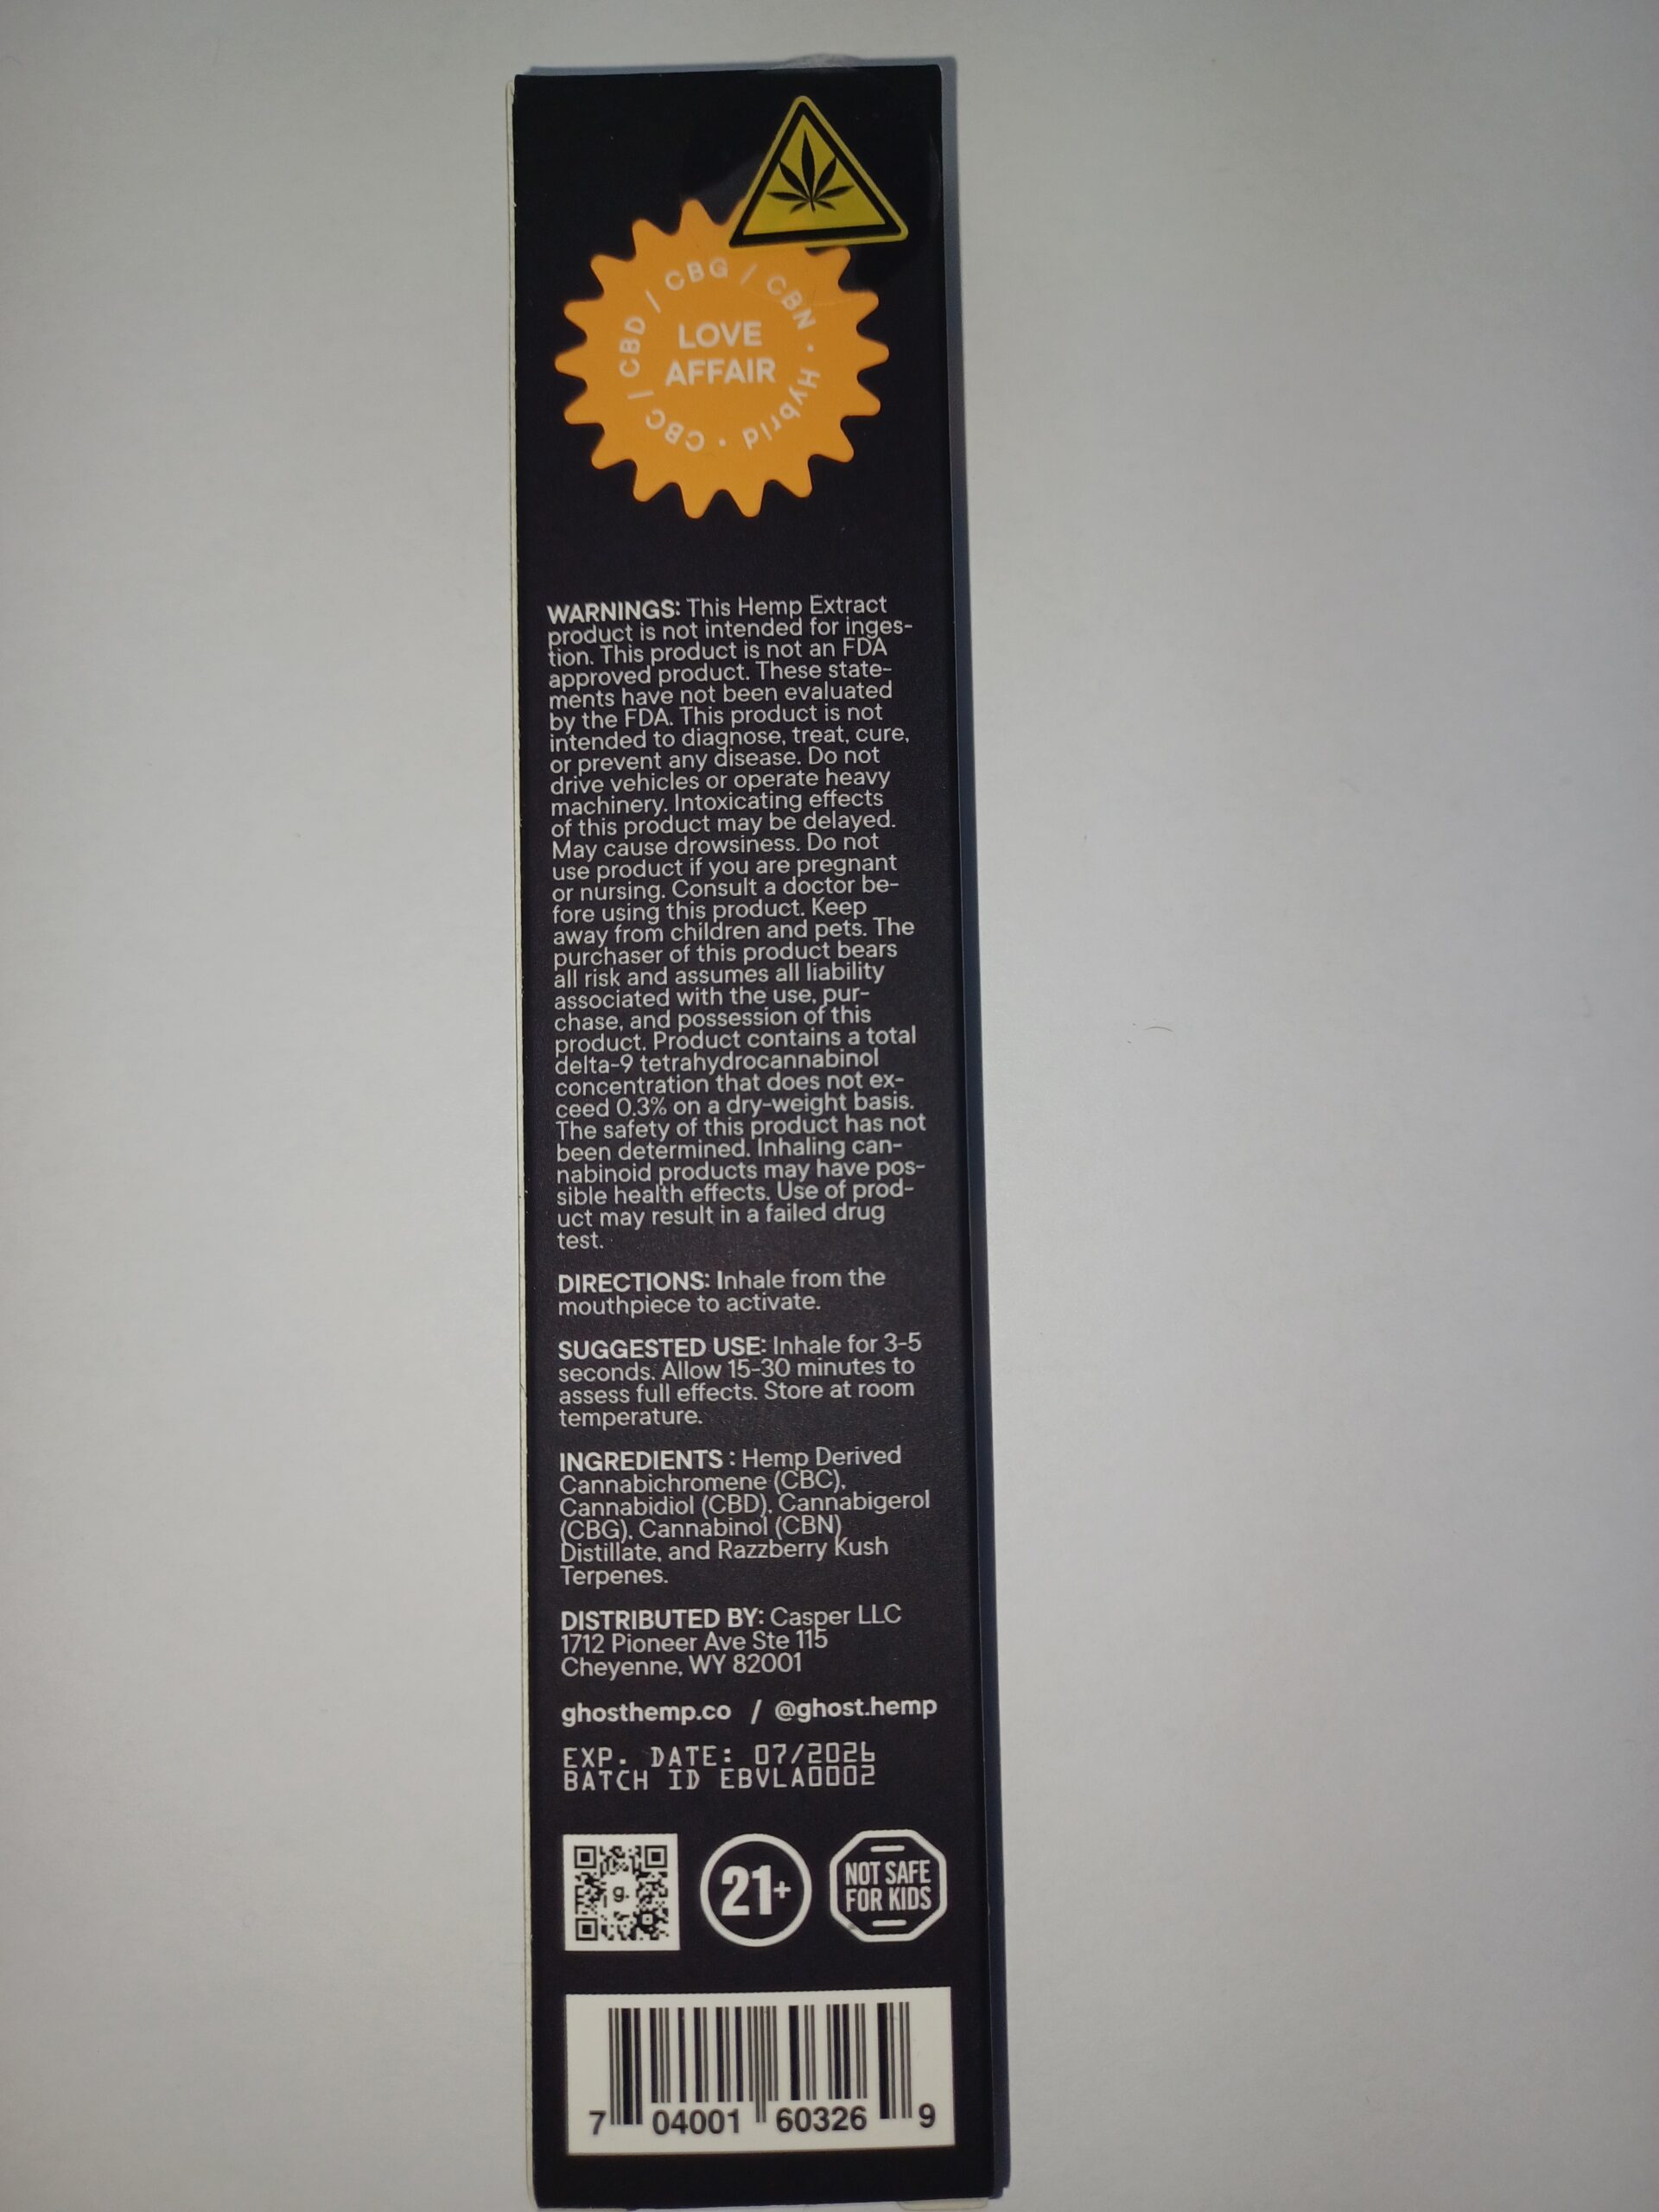 CBC / CBD / CBG / CBN · Hybrid ·
LOVE
AFFAIR
WARNINGS: This Hemp Extract
product is not intended for inges-
tion. This product is not an FDA
approved product. These state-
ments have not been evaluated
by the FDA. This product is not
intended to diagnose, treat, cure,
or prevent any disease. Do not
drive vehicles or operate heavy
machinery. Intoxicating effects
of this product may be delayed.
May cause drowsiness. Do not
use product if you are pregnant
or nursing. Consult a doctor be-
fore using this product. Keep
away from children and pets. The
purchaser of this product bears
all risk and assumes all liability
associated with the use, pur-
chase, and possession of this
product. Product contains a total
delta-9 tetrahydrocannabinol
concentration that does not ex-
ceed 0.3% on a dry-weight basis.
The safety of this product has not
been determined. Inhaling can-
nabinoid products may have pos-
sible health effects. Use of prod-
uct may result in a failed drug
test.
DIRECTIONS: Inhale from the
mouthpiece to activate.
SUGGESTED USE: Inhale for 3-5
seconds. Allow 15-30 minutes to
assess full effects. Store at room
temperature.
INGREDIENTS : Hemp Derived
Cannabichromene (CBC),
Cannabidiol (CBD), Cannabigerol
(CBG), Cannabinol (CBN)
Distillate, and Razzberry Kush
Terpenes.
DISTRIBUTED BY: Casper LLC
1712 Pioneer Ave Ste 115
Cheyenne, WY 82001
ghosthemp.co / @ghost.hemp
EXP. DATE: 07/2026
BATCH ID EBVLA0002
g.
21+
NOT SAFE
FOR KIDS
7 04001 60326 9